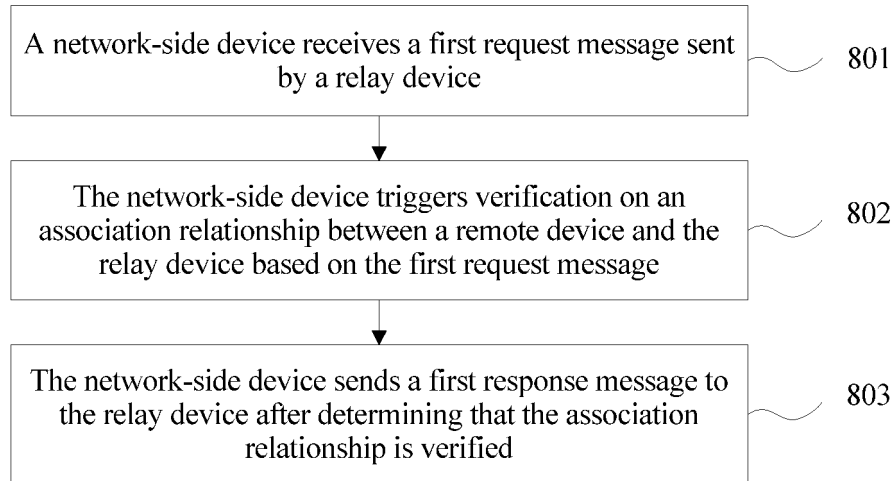 A network-side device receives a first request message sent
by a relay device
801
The network-side device triggers verification on an
association relationship between a remote device and the
relay device based on the first request message
802
The network-side device sends a first response message to
the relay device after determining that the association
relationship is verified
803